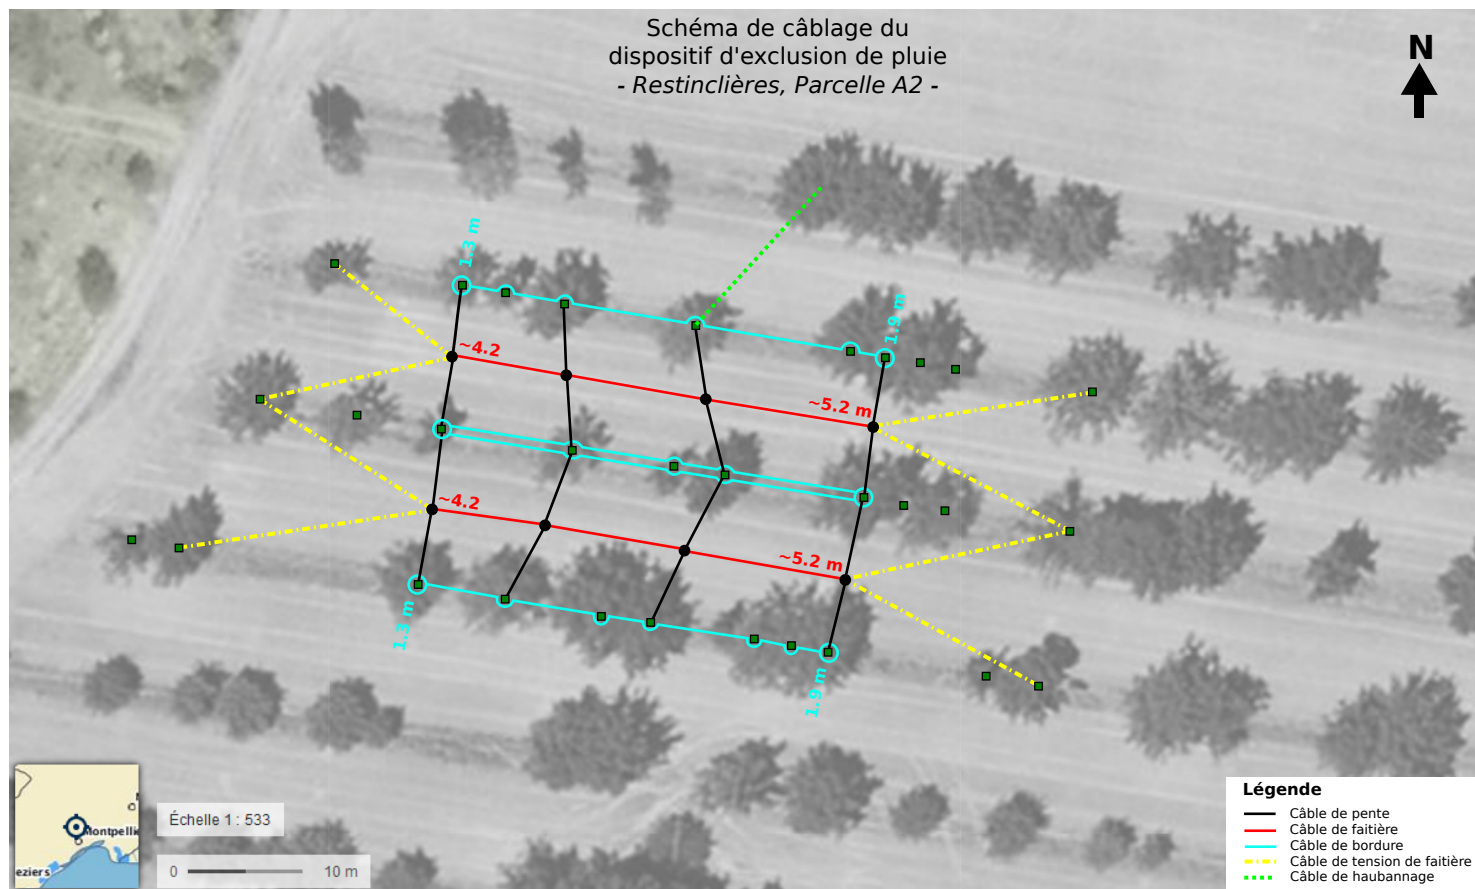 Schéma de câblage du
dispositif d'exclusion de pluie
- Restinclières, Parcelle A2 -
N
1.3 m
1.9 m
~4.2
~5.2 m
~4.2
~5.2 m
1.3 m
1.9 m
Montpelli
eziers
Échelle 1 : 533
0 10 m
Légende
Câble de pente
Câble de faitière
Câble de bordure
Câble de tension de faitière
Câble de haubannage